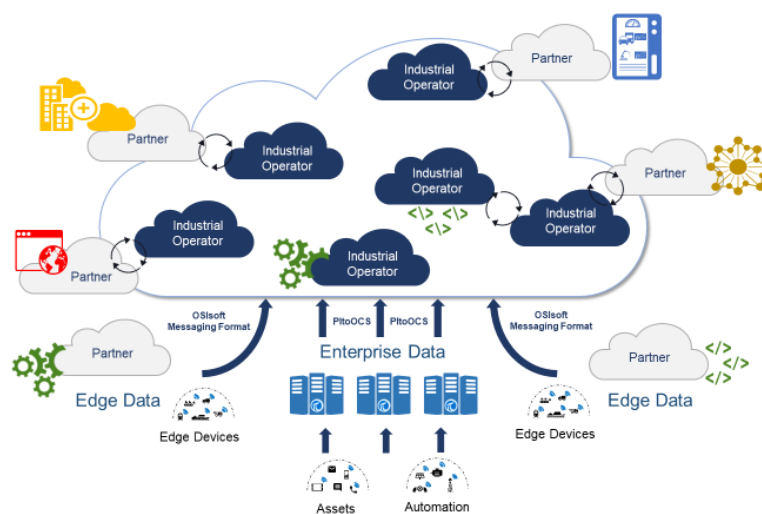 Industrial
Operator
Partner
Partner
Industrial
Operator
Industrial
Operator
Partner
Industrial
Operator
Industrial
Operator
Partner
Industrial
Operator
OSIsoft
Messaging Format
PItoOCS
PItoOCS
OSIsoft
Messaging Format
Partner
Enterprise Data
Partner
</>
</>
</>
</>
</>
</>
Edge Data
Edge Data
Edge Devices
Edge Devices
Assets
Automation